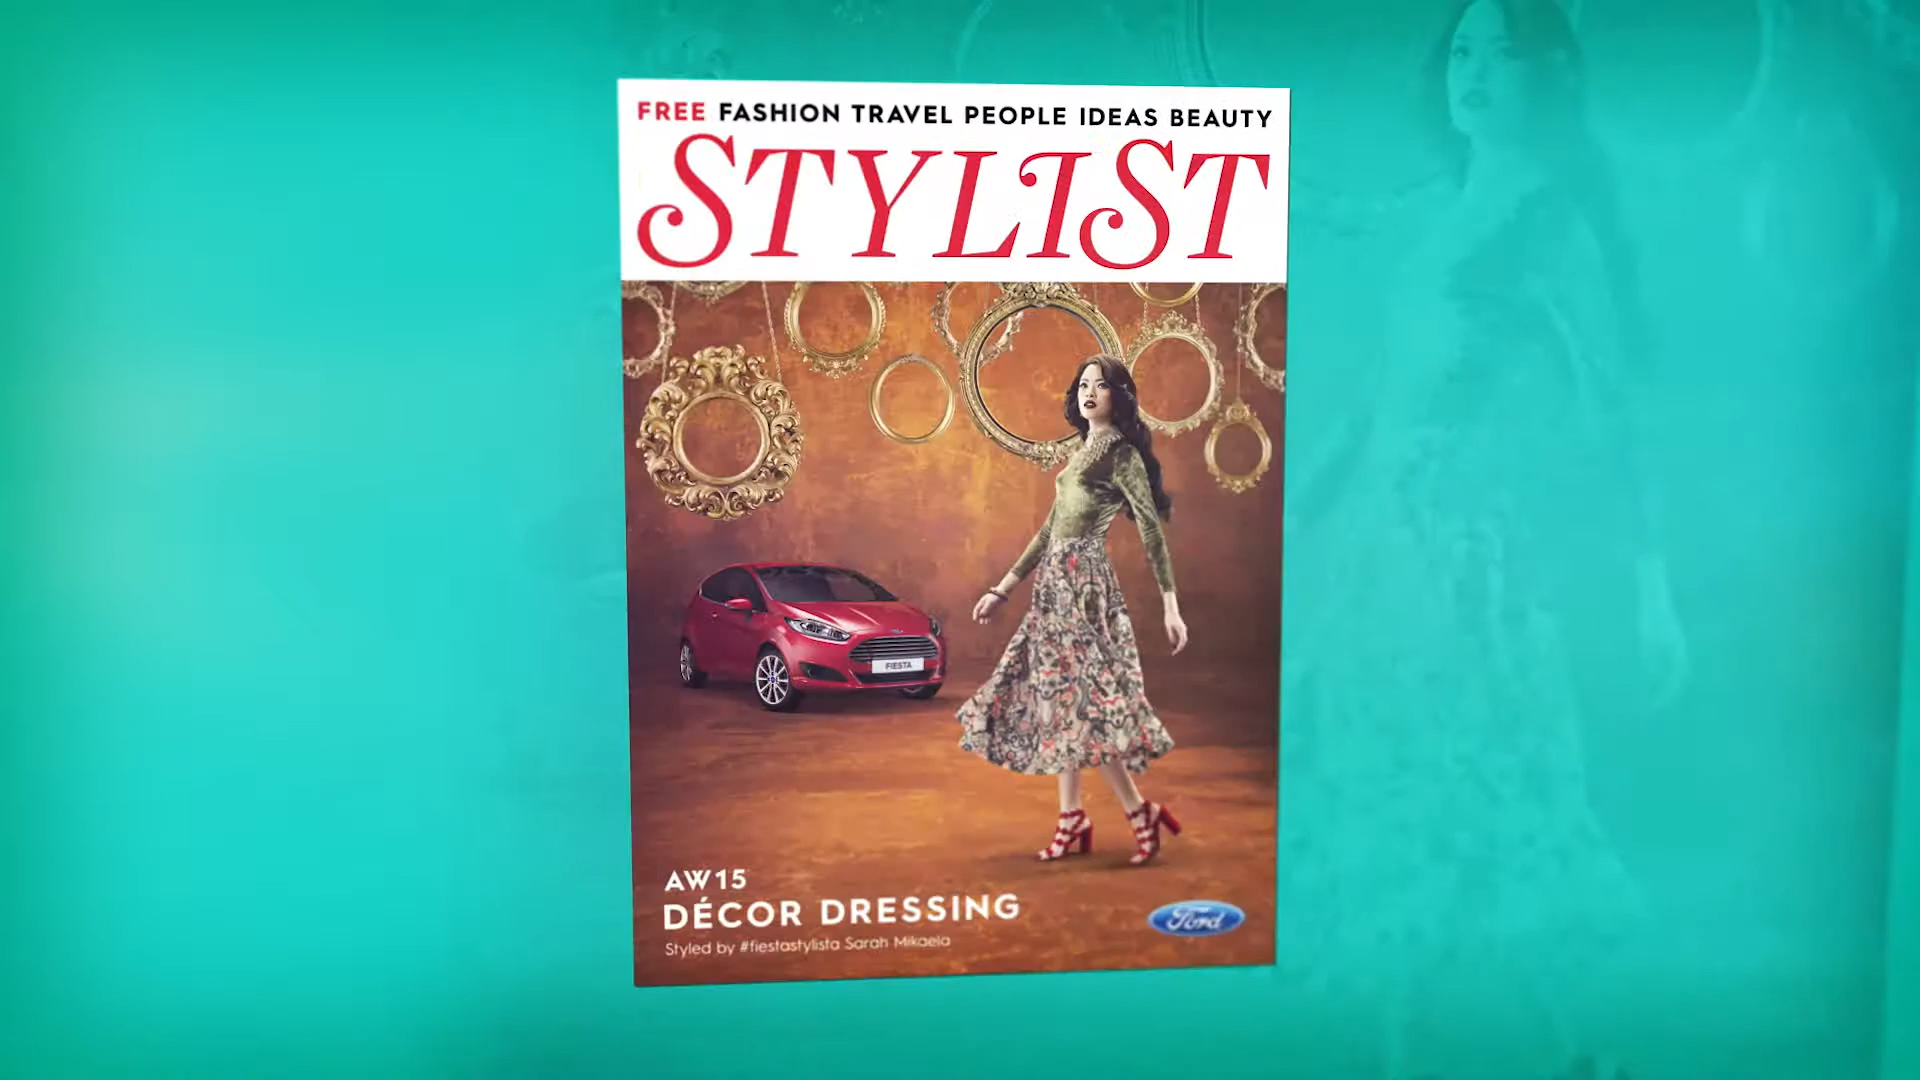 FREE FASHION TRAVEL PEOPLE IDEAS BEAUTY
STYLIST
FIESTA
AW15
DÉCOR DRESSING
Styled by #fiestastylista Sarah Mikaela
Ford